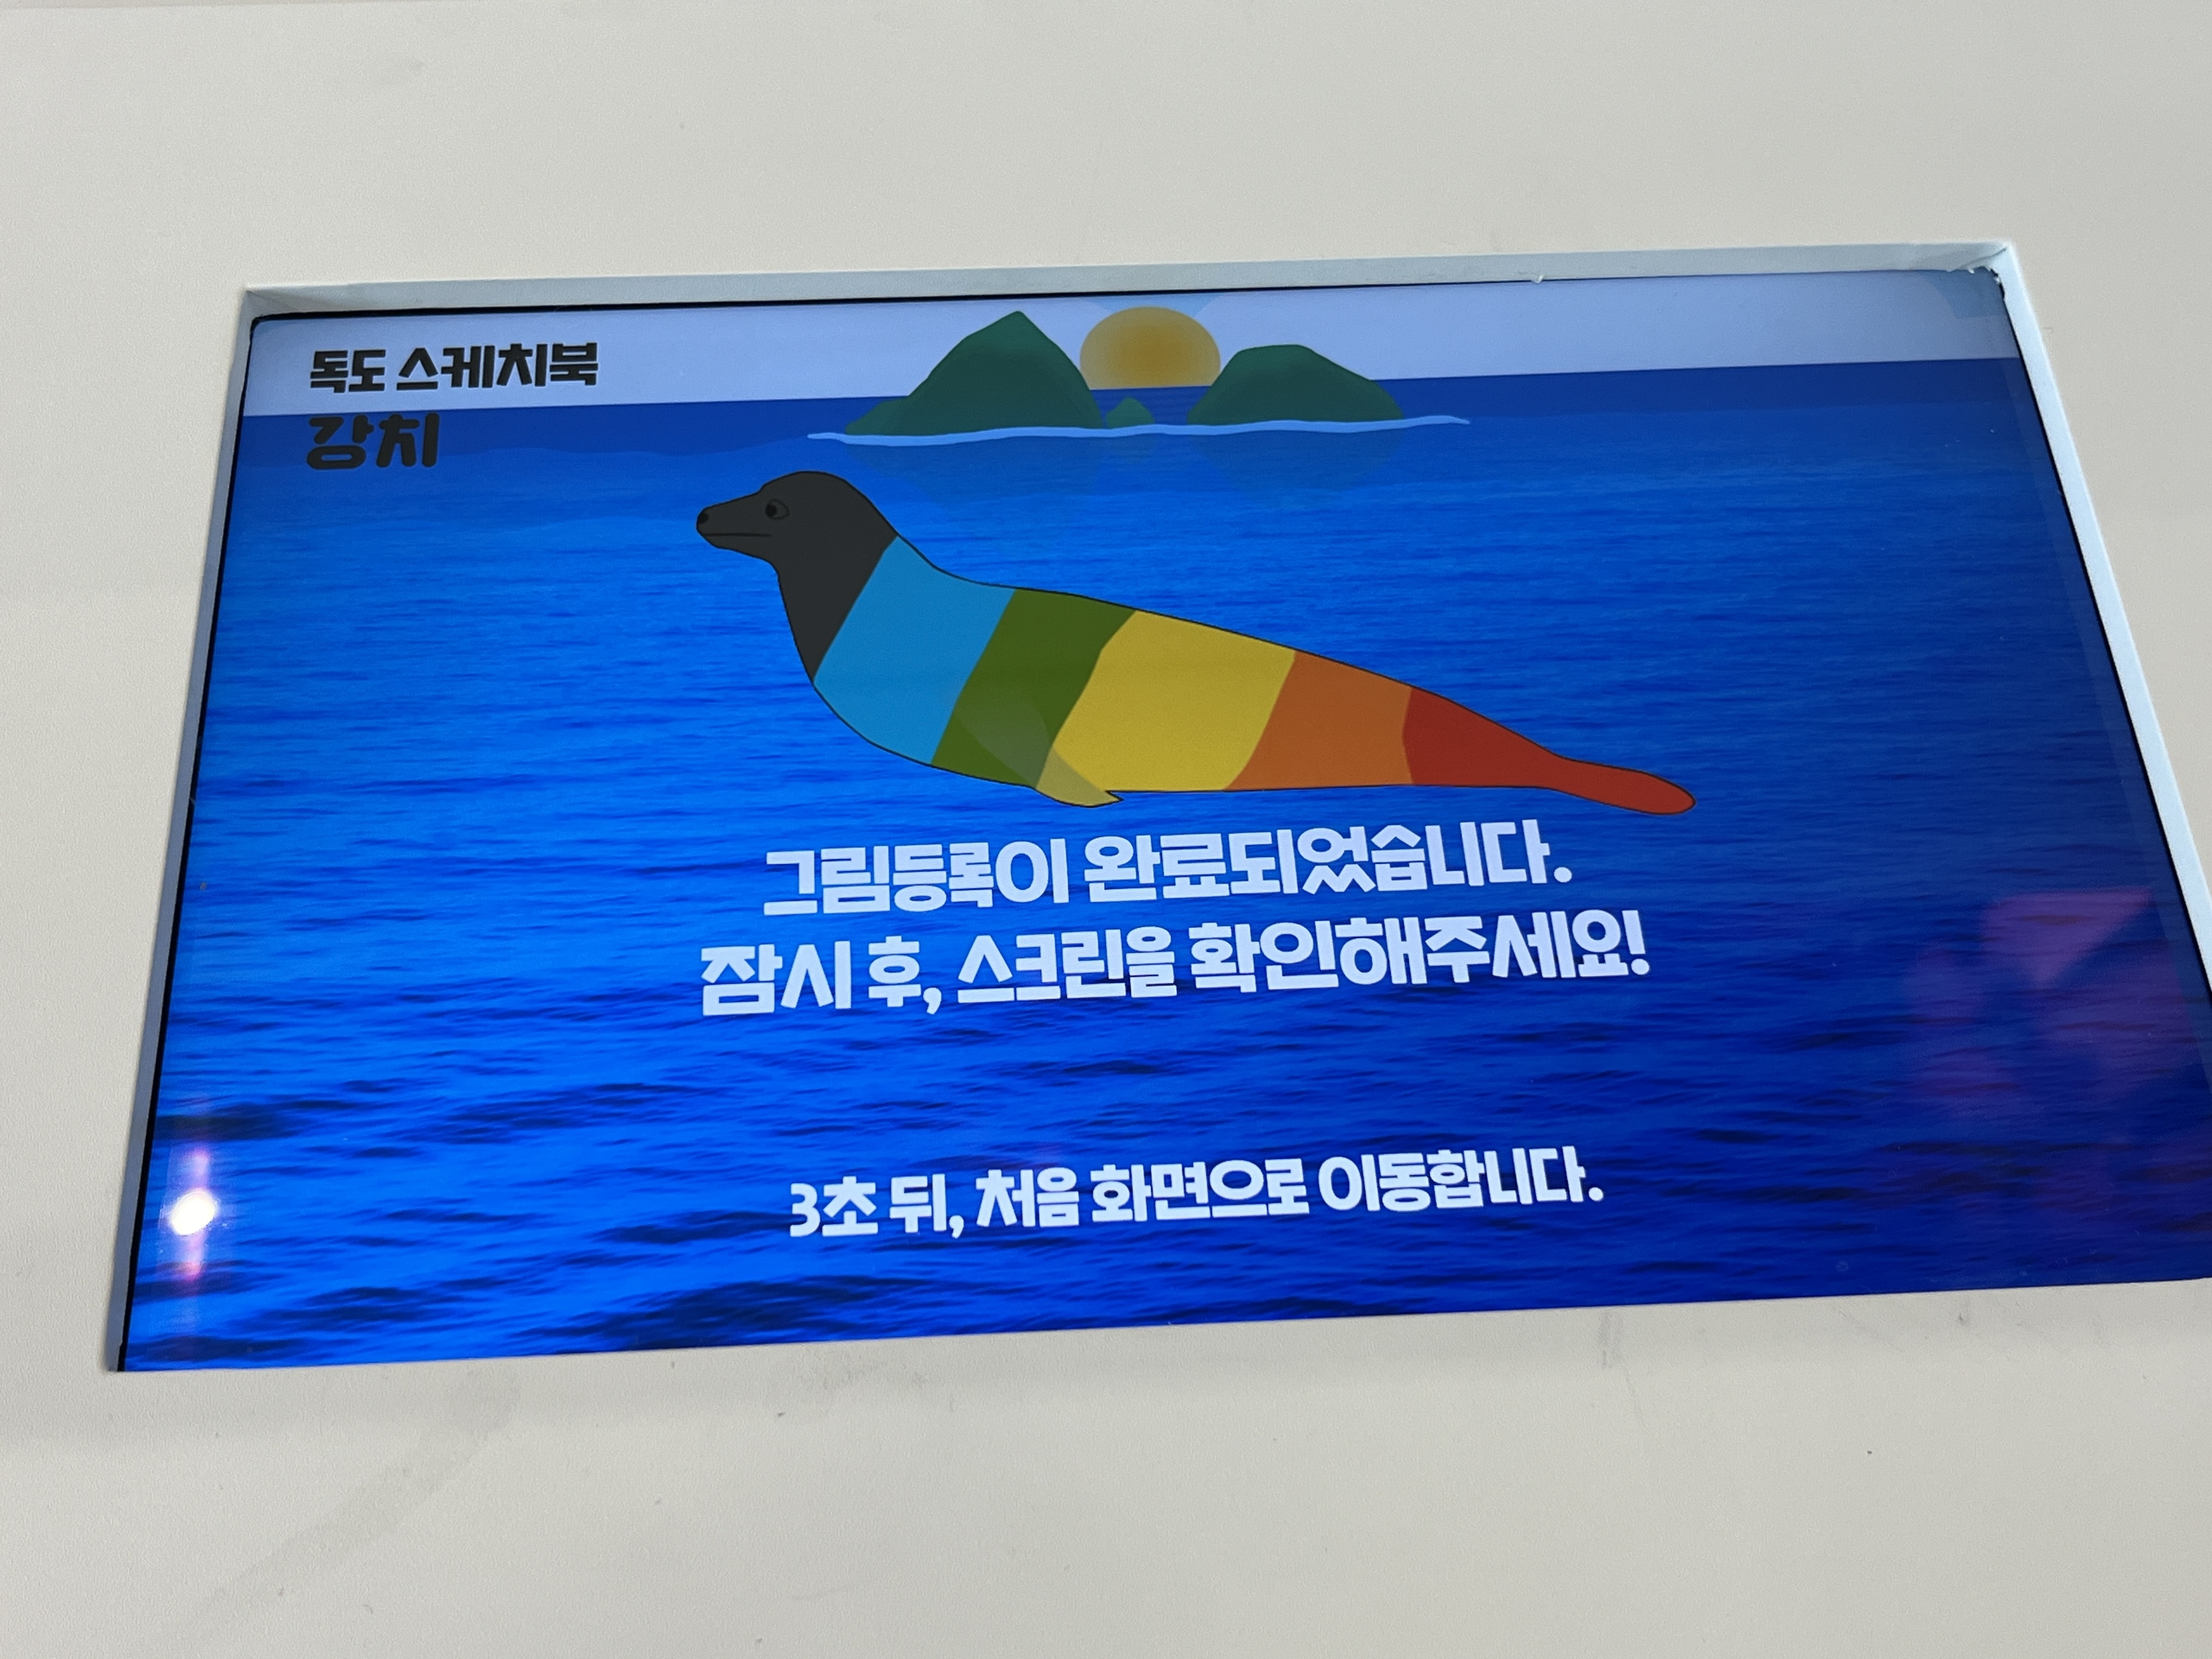 독도 스케치북
강치
그림등록이 완료되었습니다.
잠시 후, 스크린을 확인해주세요!
3초 뒤, 처음 화면으로 이동합니다.